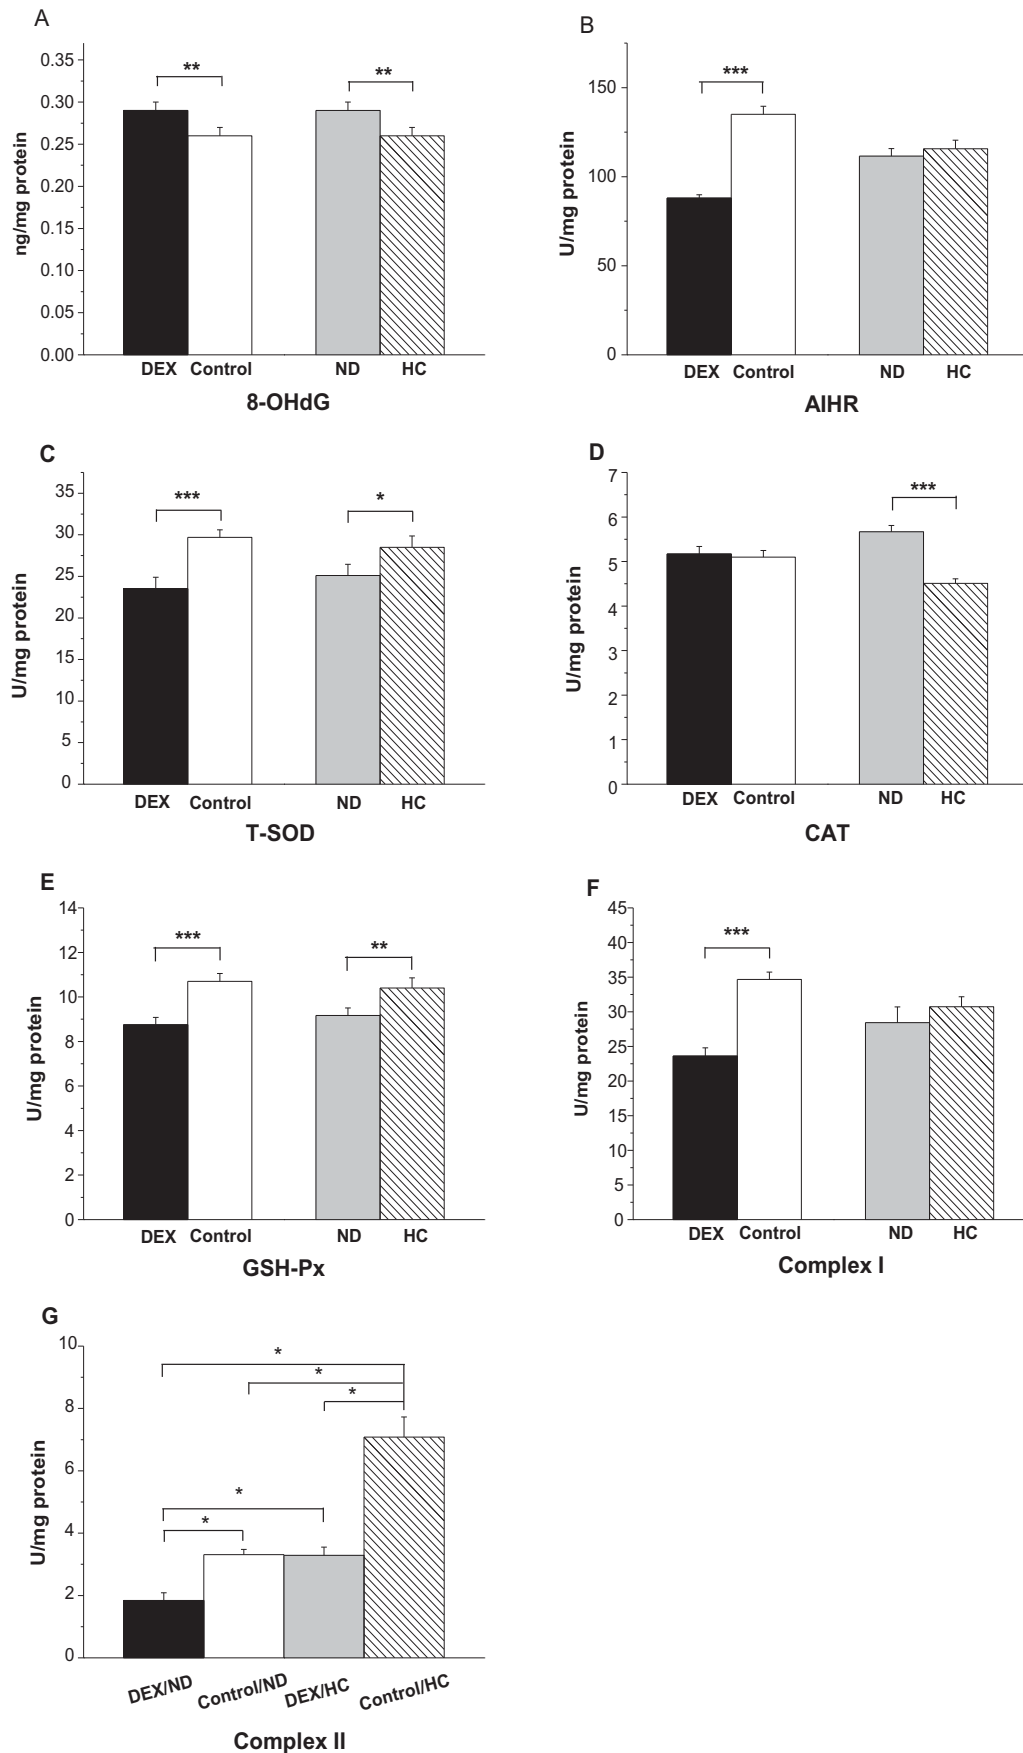 A
ng/mg protein
0.35
0.30
0.25
0.20
0.15
0.10
0.05
0.00
**
**
DEX Control ND HC
8-OHdG
B
U/mg protein
150
100
50
0
***
DEX Control ND HC
AIHR
C
U/mg protein
35
30
25
20
15
10
5
0
***
*
DEX Control ND HC
T-SOD
D
U/mg protein
7
6
5
4
3
2
1
0
***
DEX Control ND HC
CAT
E
U/mg protein
14
12
10
8
6
4
2
0
***
**
DEX Control ND HC
GSH-Px
F
U/mg protein
45
40
35
30
25
20
15
10
5
0
***
DEX Control ND HC
Complex I
G
U/mg protein
10
8
6
4
2
0
*
*
*
*
*
DEX/ND Control/ND DEX/HC Control/HC
Complex II